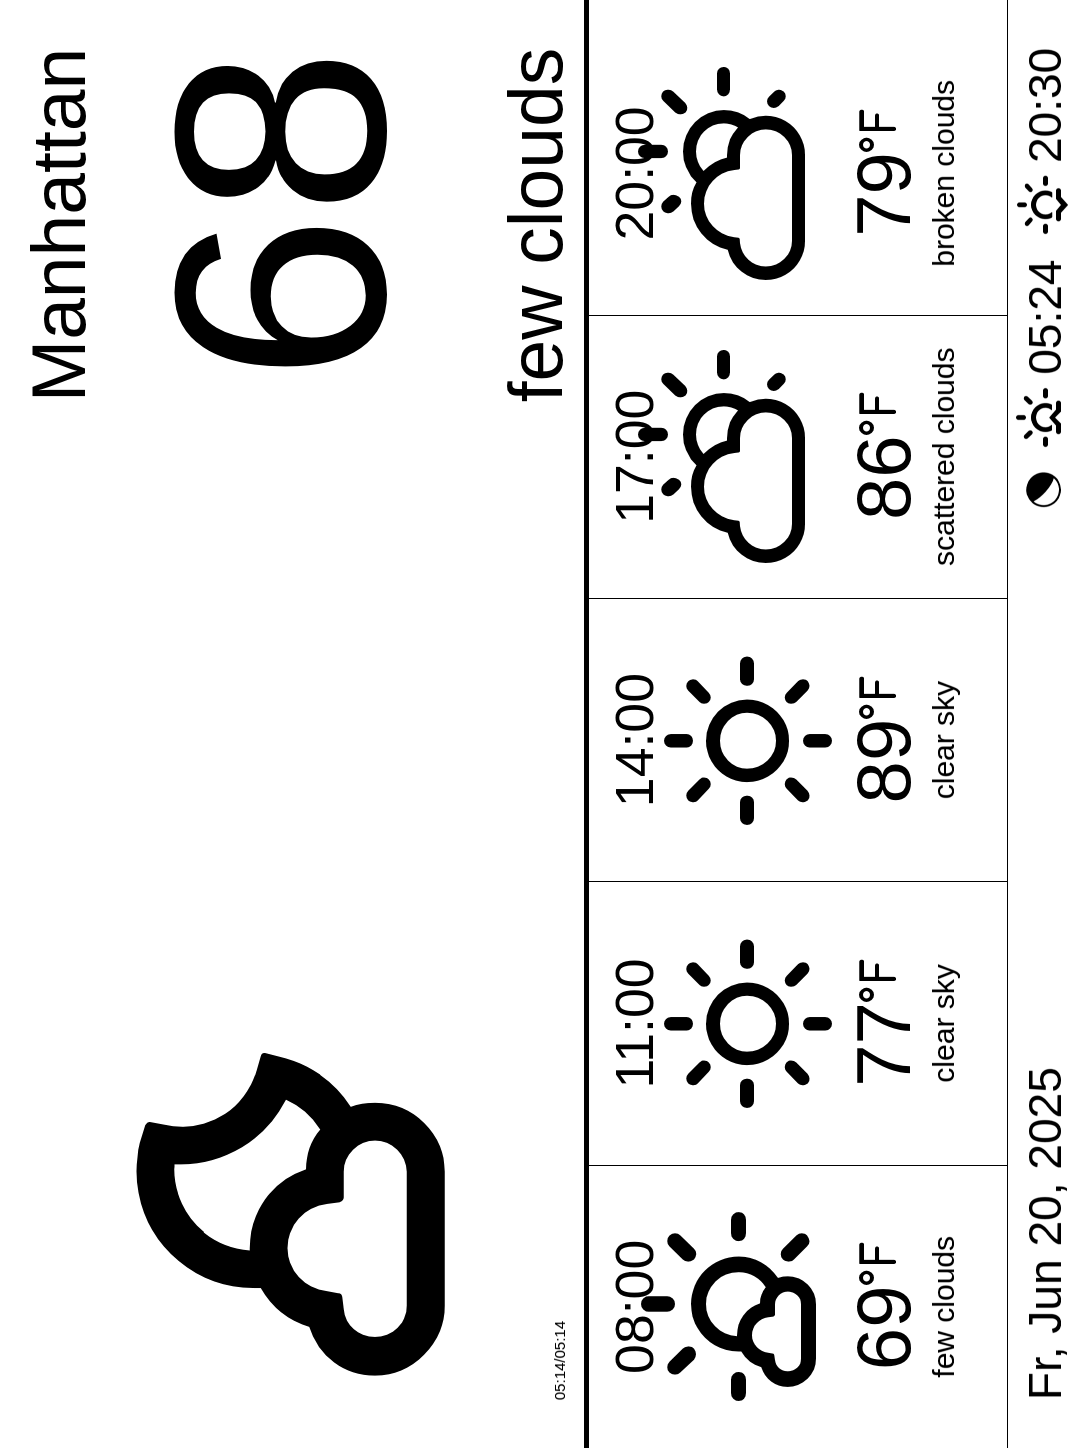 Manhattan
68
few clouds
05:14/05:14
08:00
69°F
few clouds
11:00
77°F
clear sky
14:00
89°F
clear sky
17:00
86°F
scattered clouds
20:00
79°F
broken clouds
Fr, Jun 20, 2025
05:24
20:30